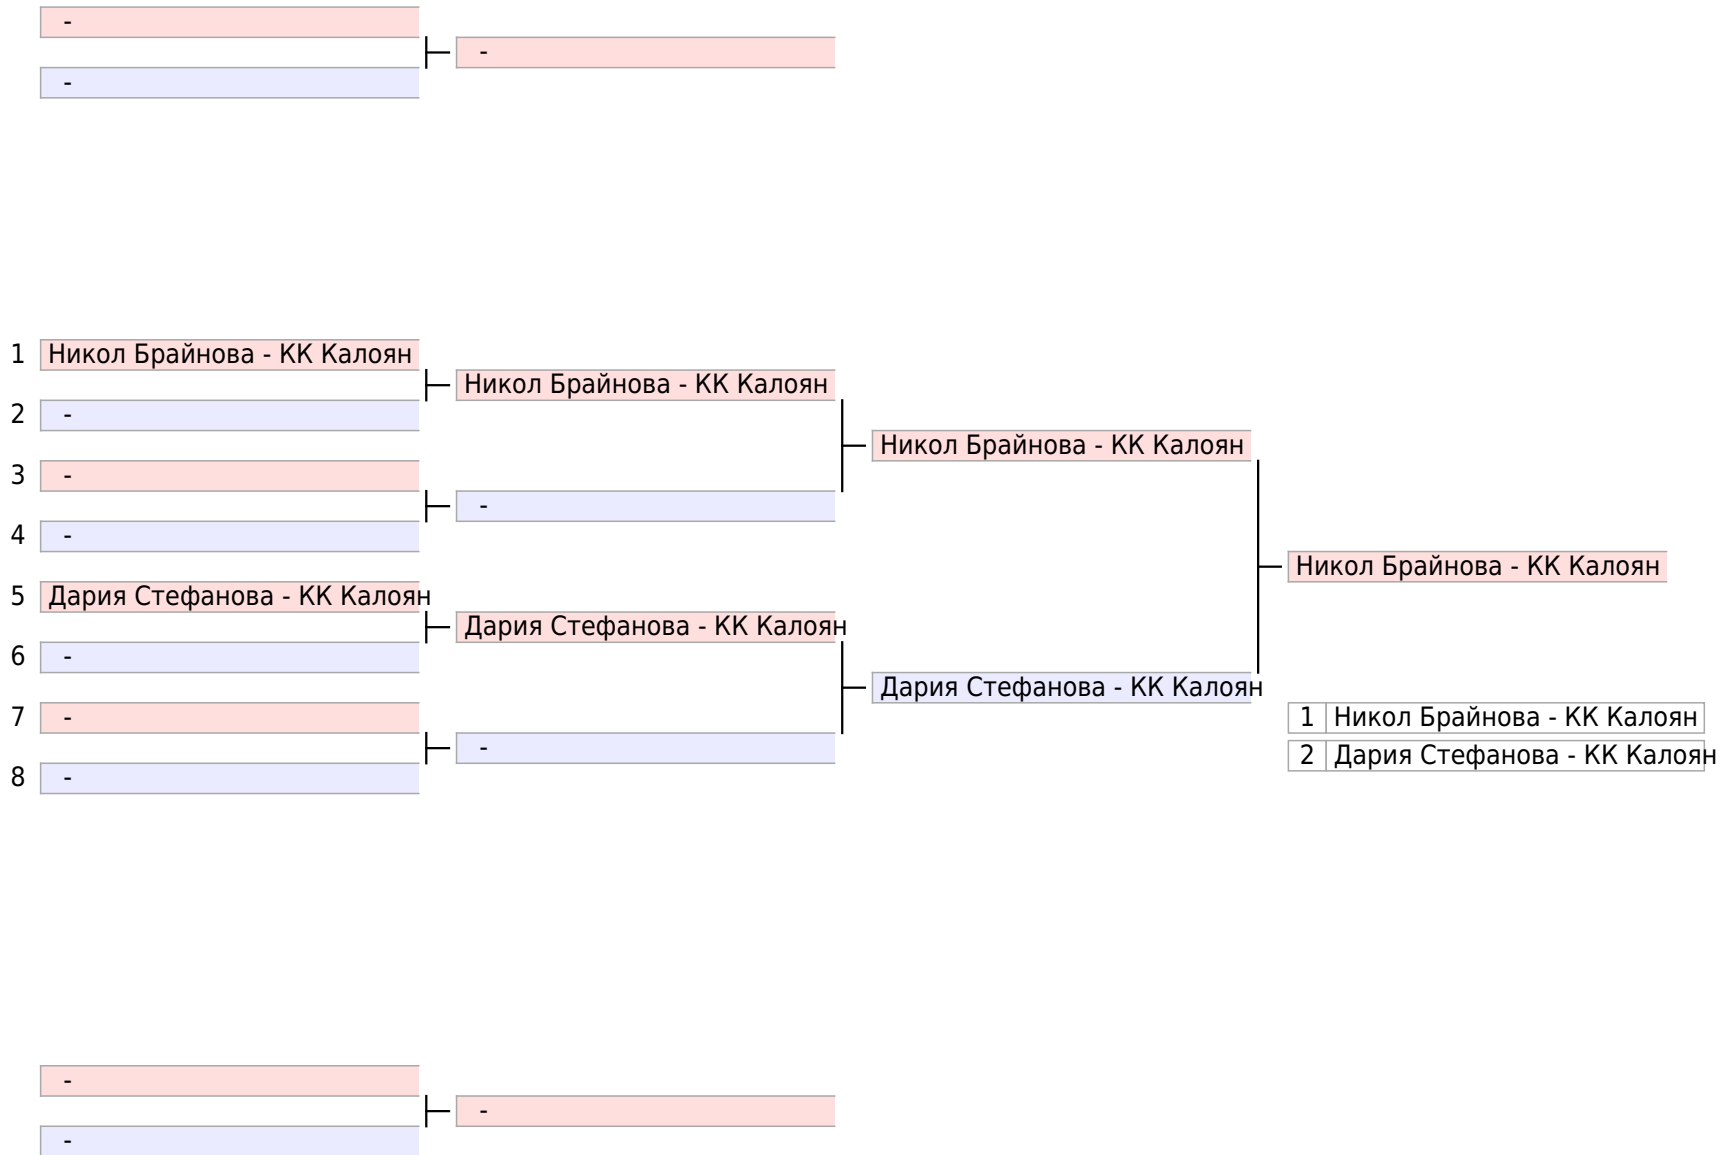 -
-
-
1 Никол Брайнова - КК Калоян
Никол Брайнова - КК Калоян
2 -
Никол Брайнова - КК Калоян
3 -
-
4 -
Никол Брайнова - КК Калоян
5 Дария Стефанова - КК Калоян
Дария Стефанова - КК Калоян
6 -
Дария Стефанова - КК Калоян
7 -
1 Никол Брайнова - КК Калоян
-
2 Дария Стефанова - КК Калоян
8 -
-
-
-